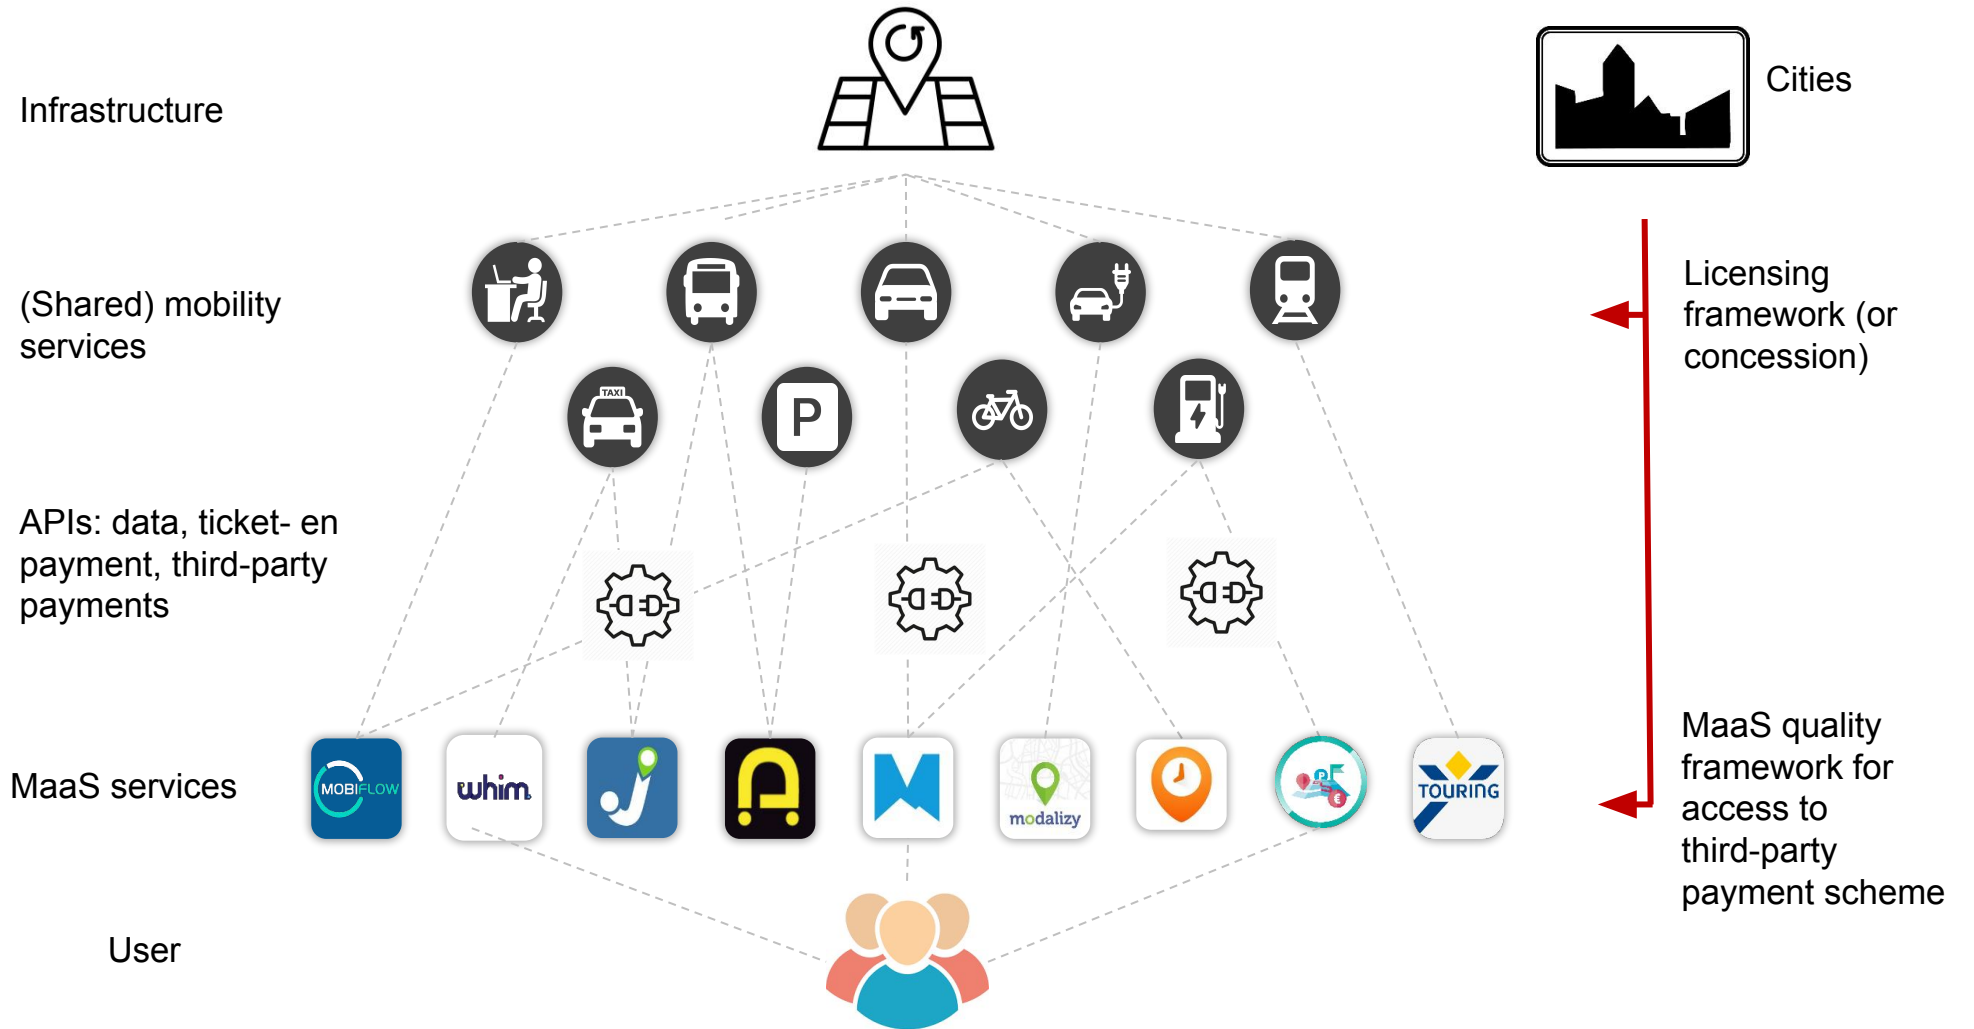 Infrastructure
Cities
(Shared) mobility
services
Licensing
framework (or
concession)
TAXI
P
APIs: data, ticket- en
payment, third-party
payments
MaaS services
MOBIFLOW
whim
modalizy
P
€
TOURING
MaaS quality
framework for
access to
third-party
payment scheme
User